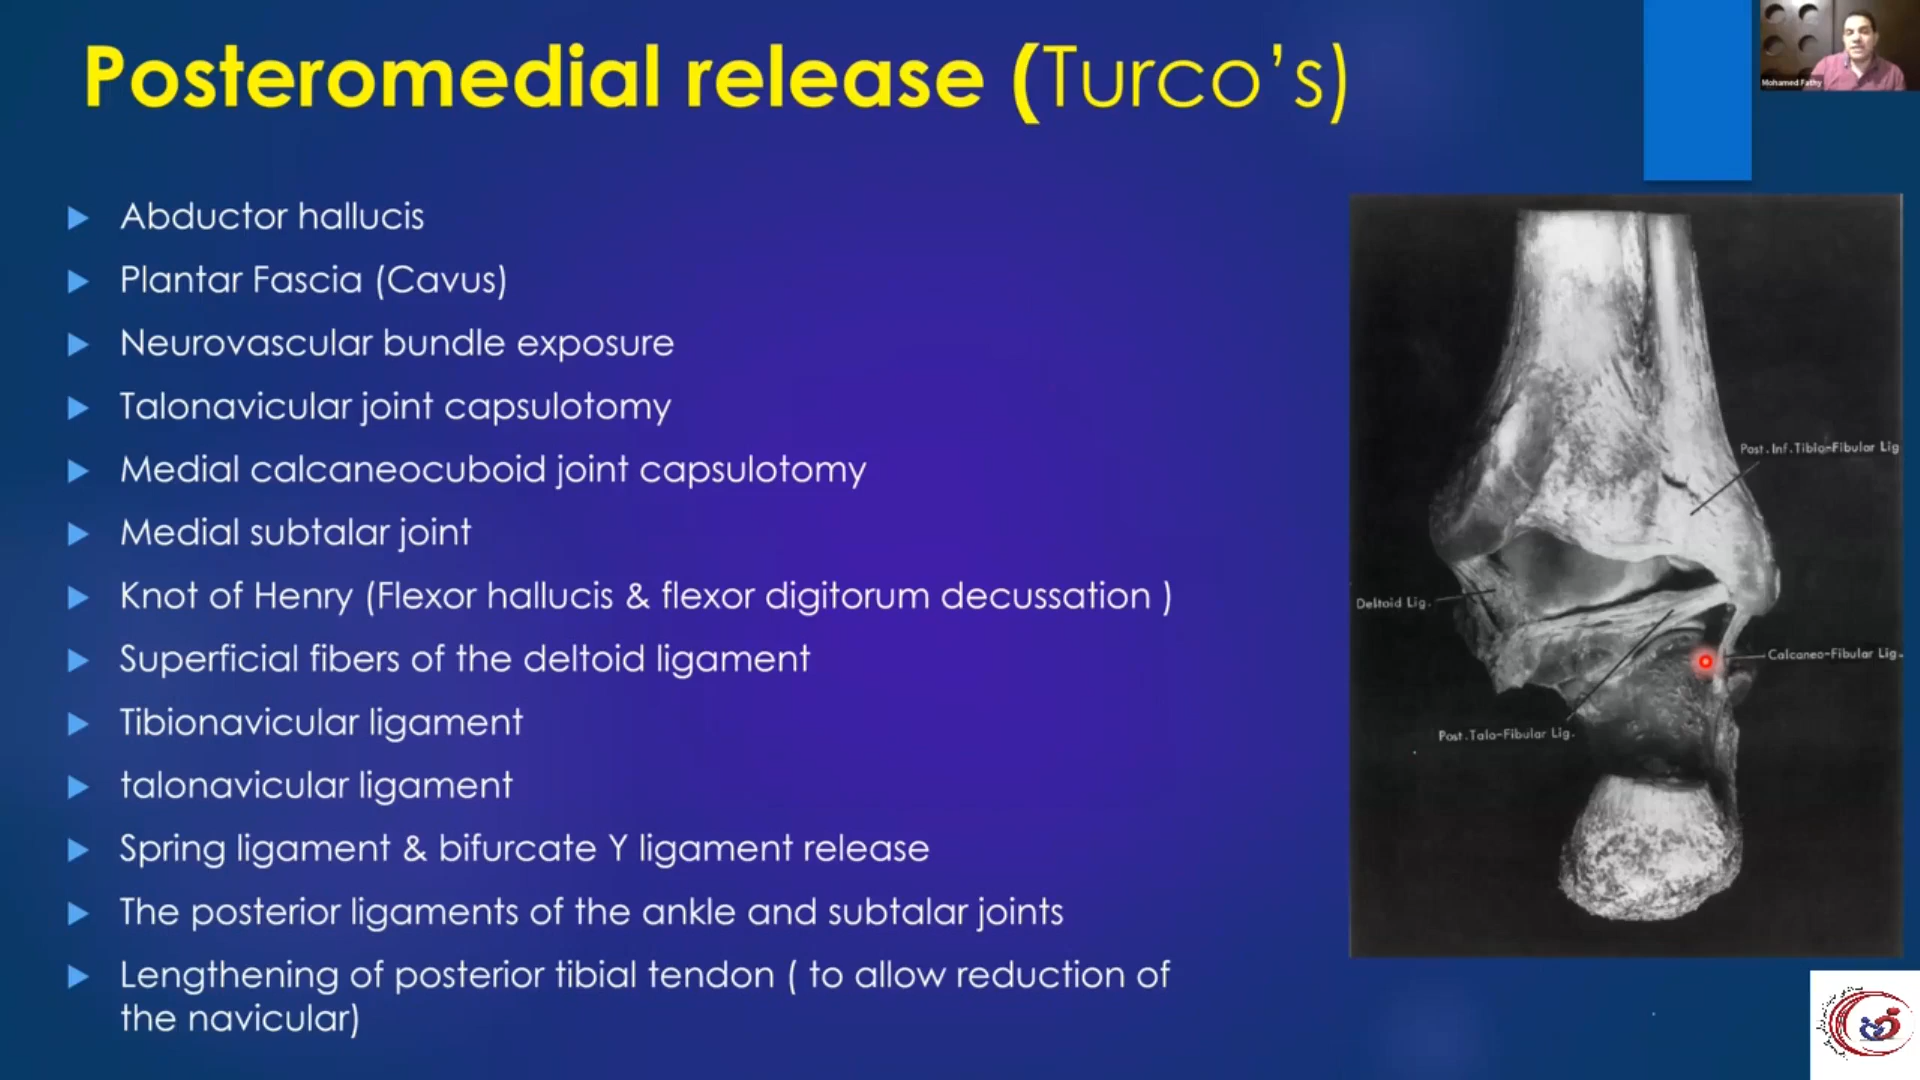 Posteromedial release (Turco's)
Mohamed Fathy
Abductor hallucis
Plantar Fascia (Cavus)
Neurovascular bundle exposure
Talonavicular joint capsulotomy
Medial calcaneocuboid joint capsulotomy
Medial subtalar joint
Knot of Henry (Flexor hallucis & flexor digitorum decussation )
Superficial fibers of the deltoid ligament
Tibionavicular ligament
talonavicular ligament
Spring ligament & bifurcate Y ligament release
The posterior ligaments of the ankle and subtalar joints
Lengthening of posterior tibial tendon ( to allow reduction of
the navicular)
Post. Inf. Tibio-Fibular Lig
Deltoid Lig.
Calcaneo-Fibular Lig.
Post. Talo-Fibular Lig.